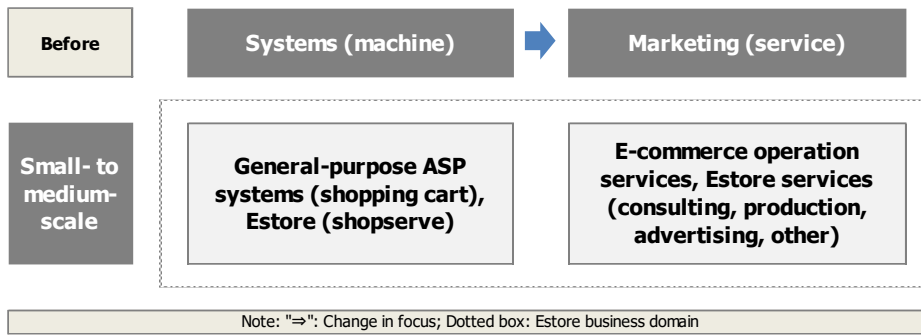 Before
Systems (machine)
Marketing (service)
Small- to
medium-
scale
General-purpose ASP
systems (shopping cart),
Estore (shopserve)
E-commerce operation
services, Estore services
(consulting, production,
advertising, other)
Note: "⇒": Change in focus; Dotted box: Estore business domain